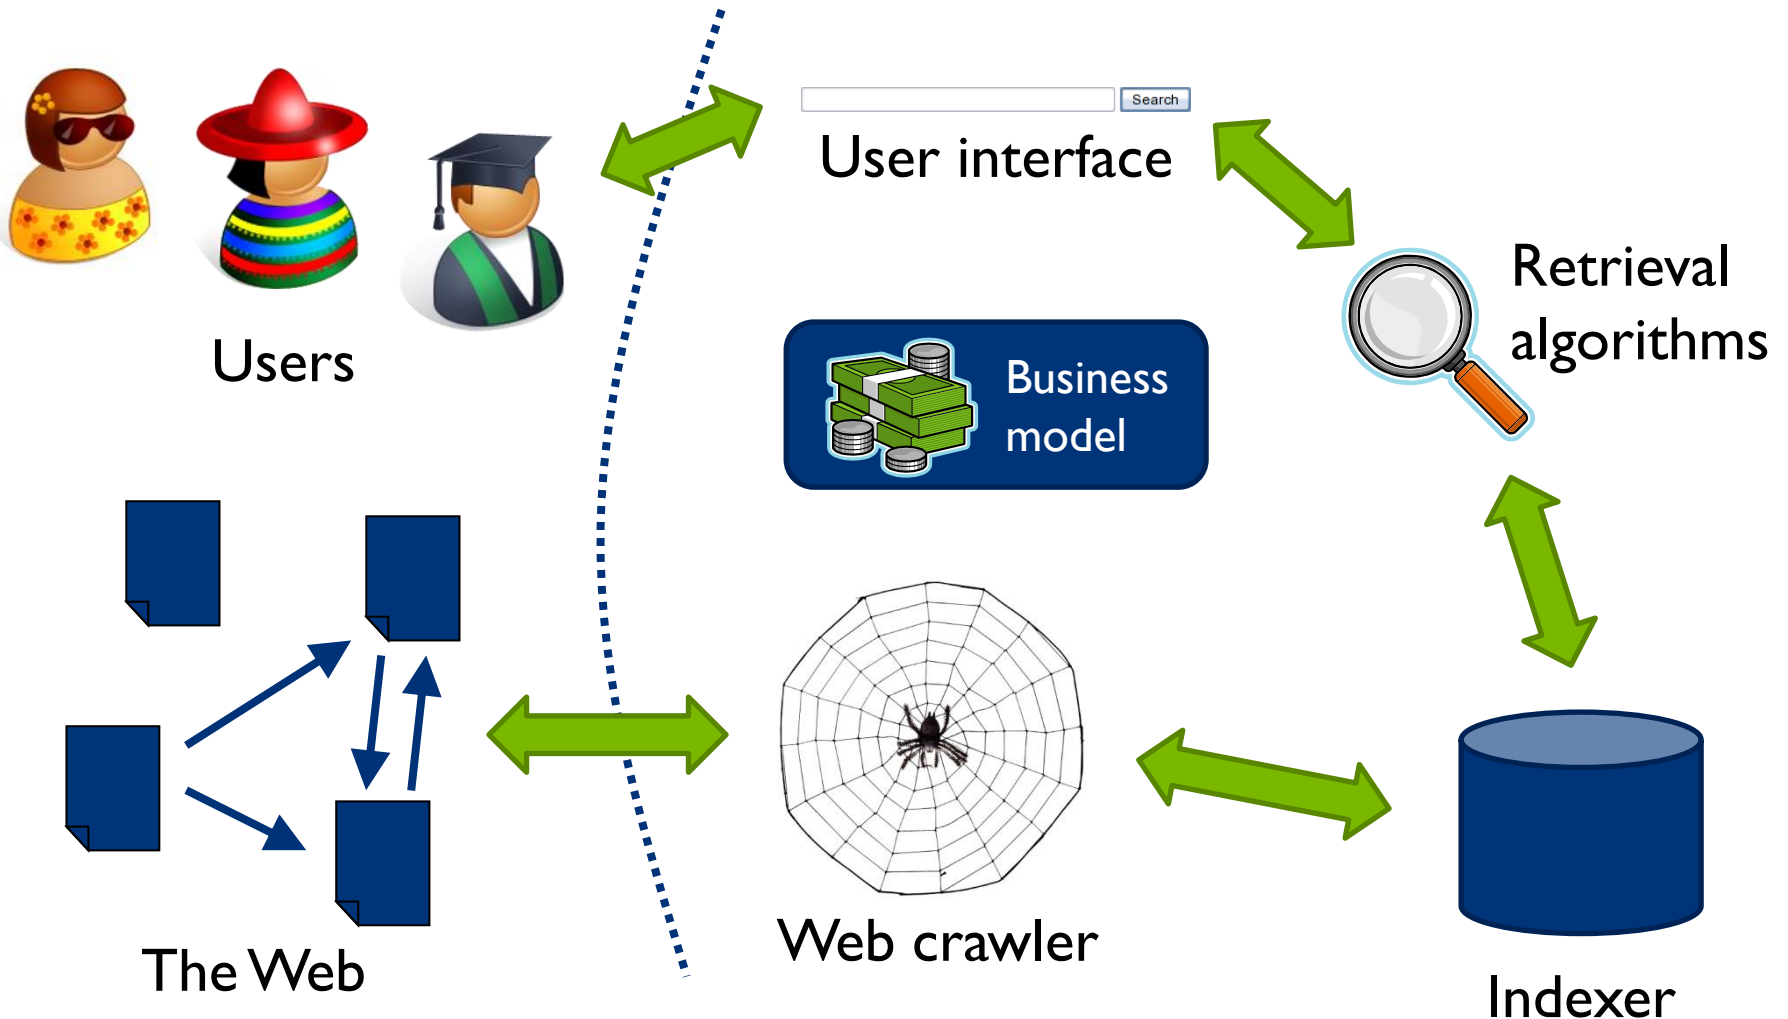 Search
User interface
Users
Retrieval
algorithms
Business
model
The Web
Web crawler
Indexer